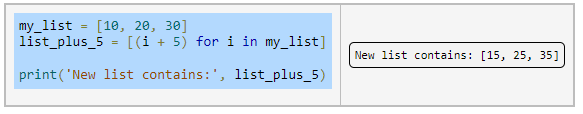 my_list = [10, 20, 30]
list_plus_5 = [(i + 5) for i in my_list]
print('New list contains:', list_plus_5)
New list contains: [15, 25, 35]